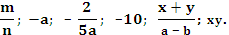 m/n; -a; - 2/5a; -10; x + y/a - b; xy.